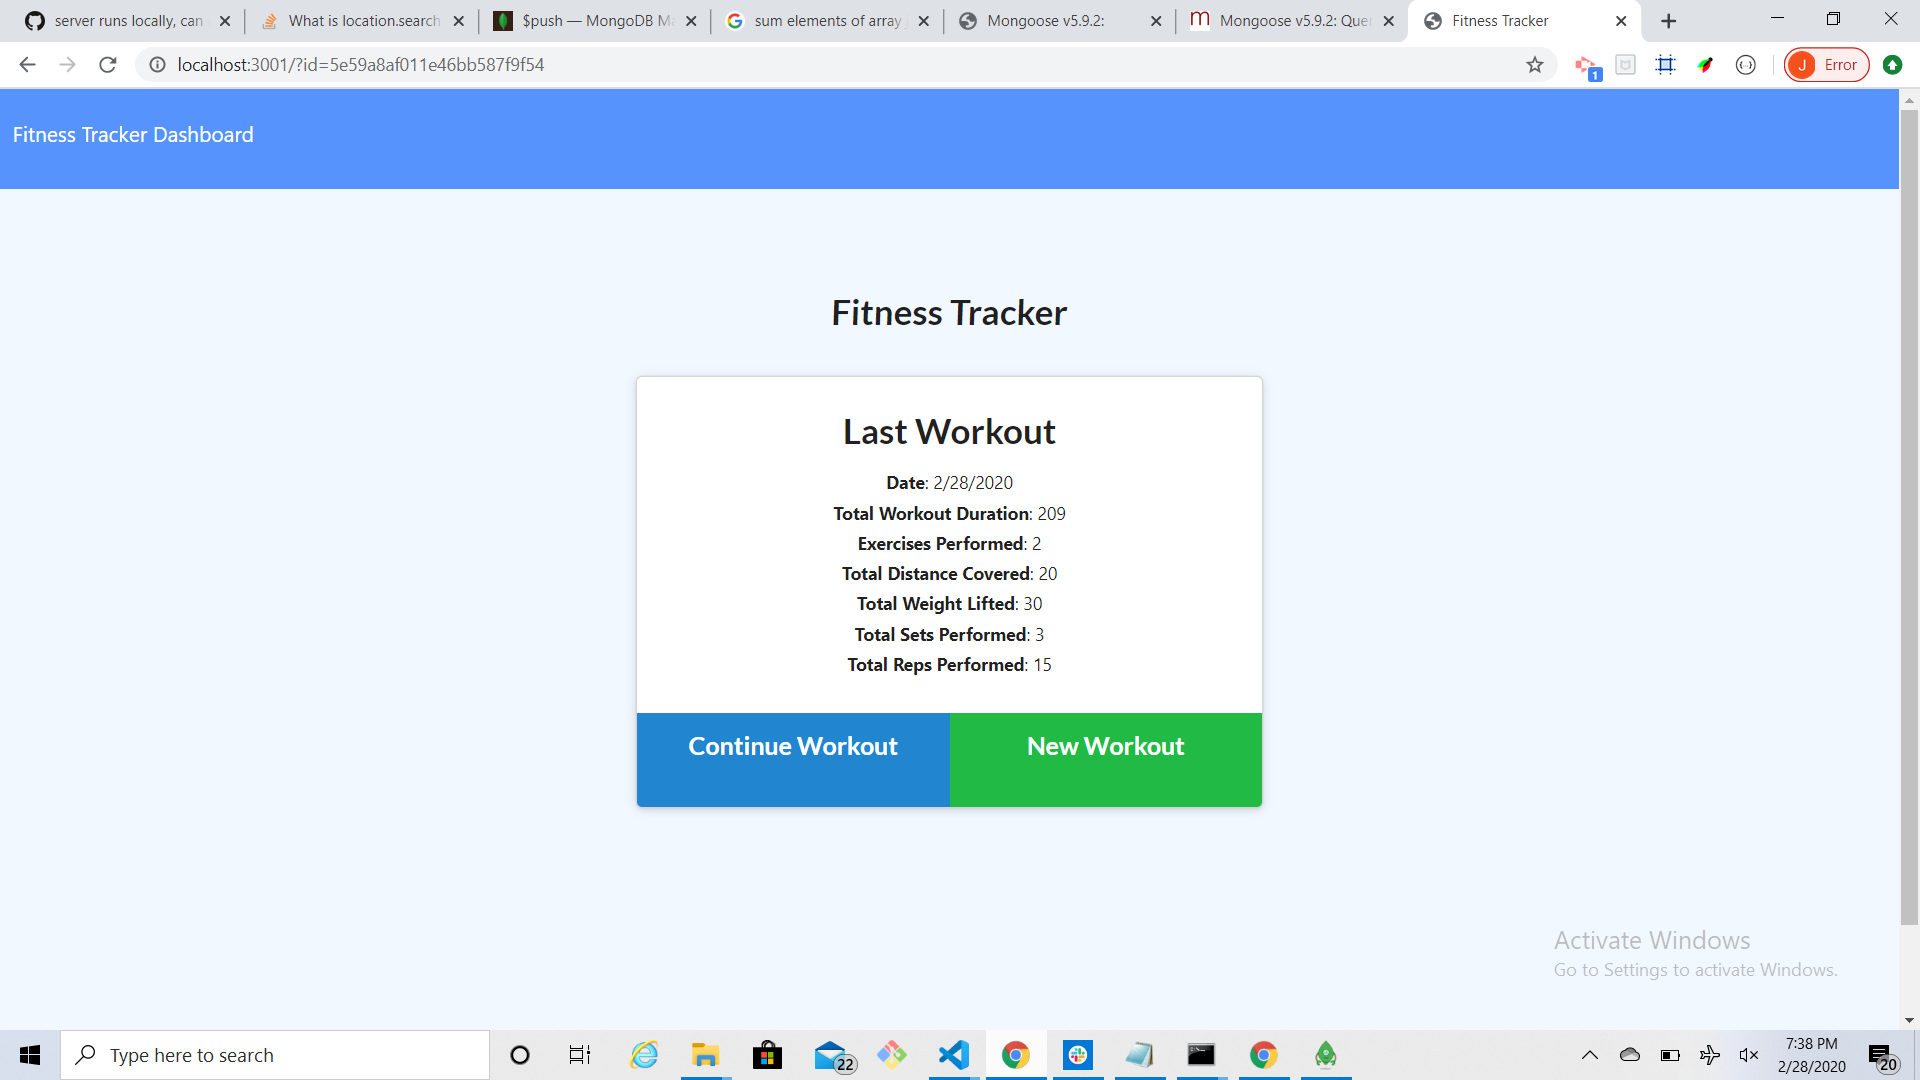 server runs locally, can
What is location.search
$push — MongoDB Ma
sum elements of array
Mongoose v5.9.2:
Mongoose v5.9.2: Quer
Fitness Tracker
localhost:3001/?id=5e59a8af011e46bb587f9f54
1
J Error
Fitness Tracker Dashboard
Fitness Tracker
Last Workout
Date: 2/28/2020
Total Workout Duration: 209
Exercises Performed: 2
Total Distance Covered: 20
Total Weight Lifted: 30
Total Sets Performed: 3
Total Reps Performed: 15
Continue Workout
New Workout
Activate Windows
Go to Settings to activate Windows.
Type here to search
22
7:38 PM
2/28/2020
20